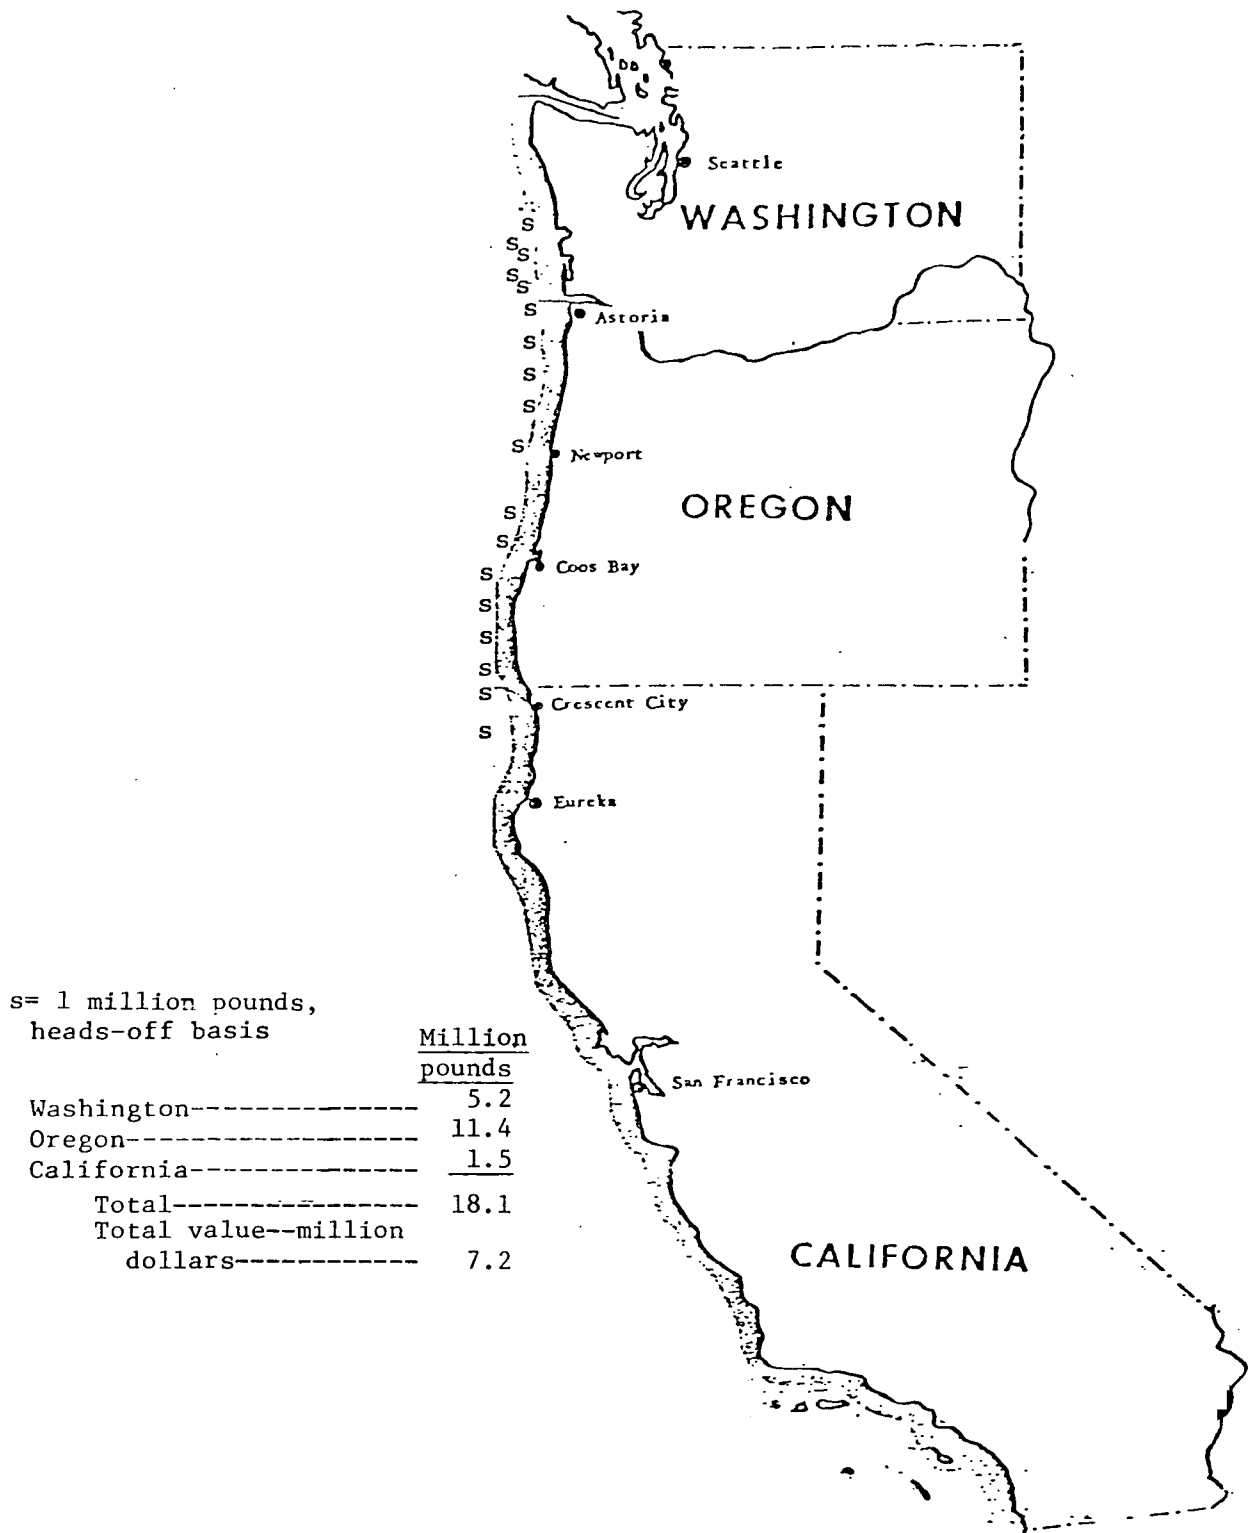 Seattle
WASHINGTON
S
S
S
S
S
S
Astoria
S
S
S
S
Newport
OREGON
S
S
Coos Bay
S
S
S
S
S
Crescent City
S
Eureka
s= 1 million pounds,
heads-off basis
Million
pounds
San Francisco
Washington--------------- 5.2
Oregon------------------- 11.4
California--------------- 1.5
Total---------------- 18.1
Total value--million
dollars------------ 7.2
CALIFORNIA